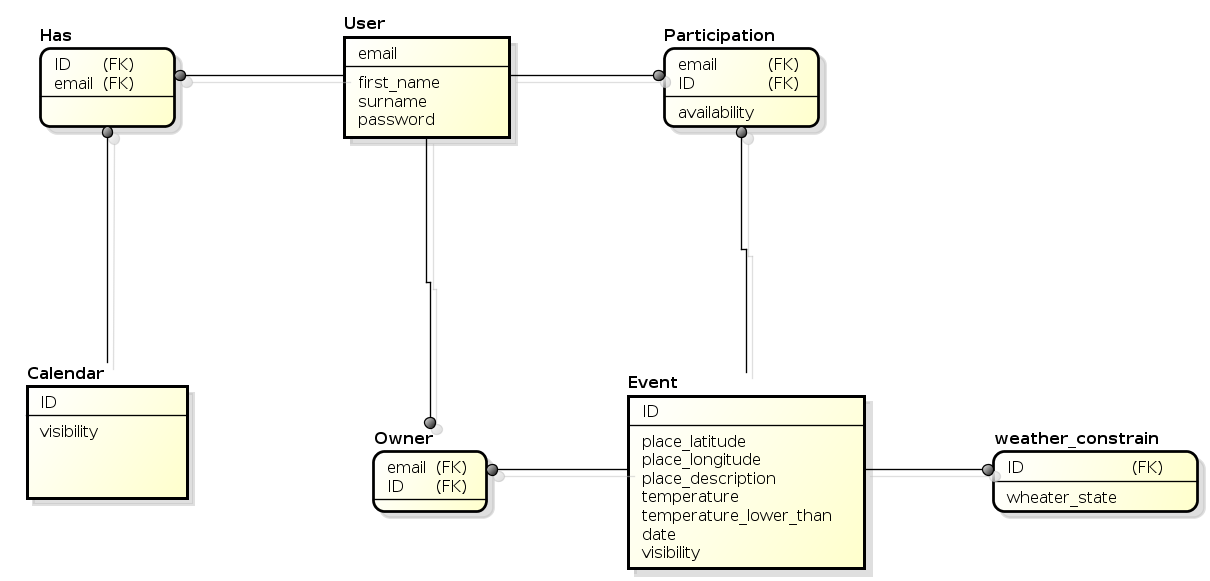 Has
ID (FK)
email (FK)
User
email
first_name
surname
password
Participation
email (FK)
ID (FK)
availability
Calendar
ID
visibility
Owner
email (FK)
ID (FK)
Event
ID
place_latitude
place_longitude
place_description
temperature
temperature_lower_than
date
visibility
weather_constrain
ID (FK)
wheater_state